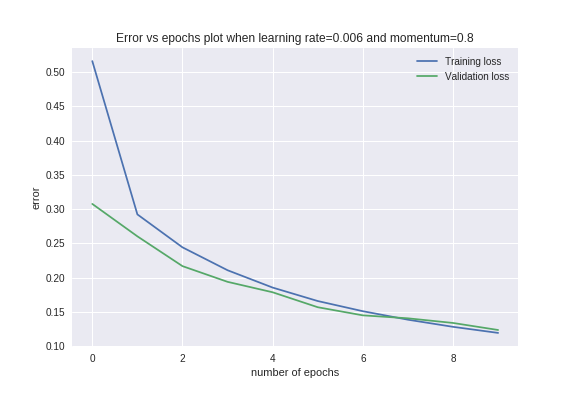 Error vs epochs plot when learning rate=0.006 and momentum=0.8
Training loss
Validation loss
0.50
0.45
0.40
0.35
0.30
0.25
0.20
0.15
0.10
error
0 2 4 6 8
number of epochs